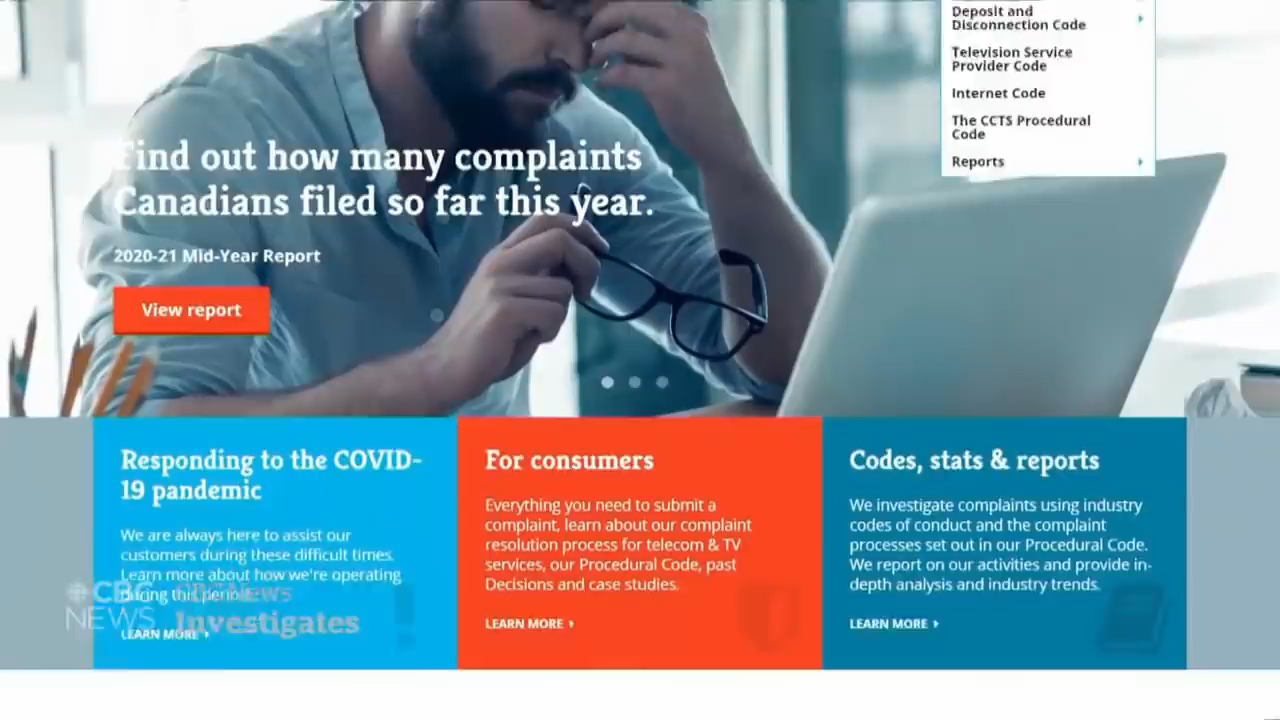 Deposit and
Disconnection Code
Television Service
Provider Code
Internet Code
The CCTS Procedural
Code
Reports
Find out how many complaints
Canadians filed so far this year.
2020-21 Mid-Year Report
View report
Responding to the COVID-
19 pandemic
We are always here to assist our
customers during these difficult times.
Learn more about how we're operating
during this period.
LEARN MORE
For consumers
Everything you need to submit a
complaint, learn about our complaint
resolution process for telecom & TV
services, our Procedural Code, past
Decisions and case studies.
LEARN MORE
Codes, stats & reports
We investigate complaints using industry
codes of conduct and the complaint
processes set out in our Procedural Code.
We report on our activities and provide in-
depth analysis and industry trends.
LEARN MORE
CBC
NEWS
Investigates